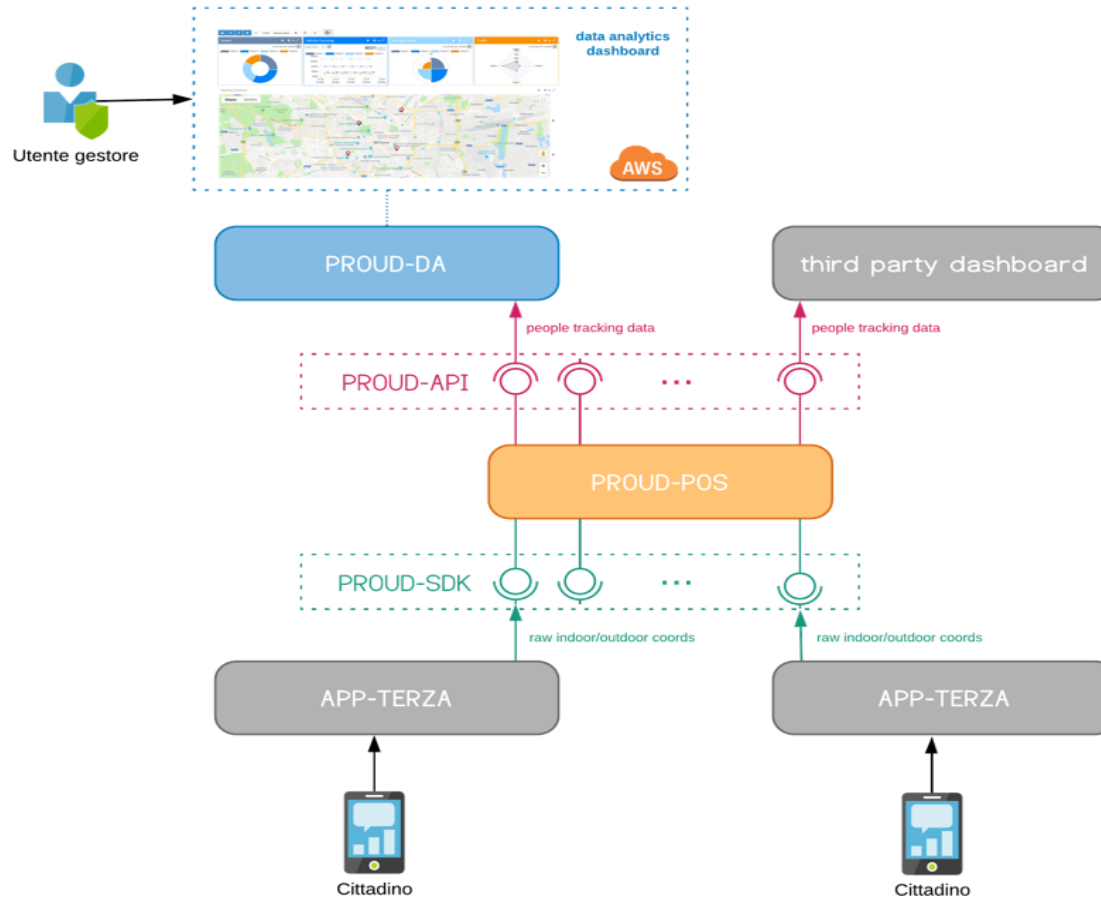 data analytics
dashboard
AWS
Utente gestore
PROUD-DA
third party dashboard
people tracking data
people tracking data
PROUD-API
...
PROUD-POS
PROUD-SDK
...
raw indoor/outdoor coords
raw indoor/outdoor coords
APP-TERZA
APP-TERZA
Cittadino
Cittadino